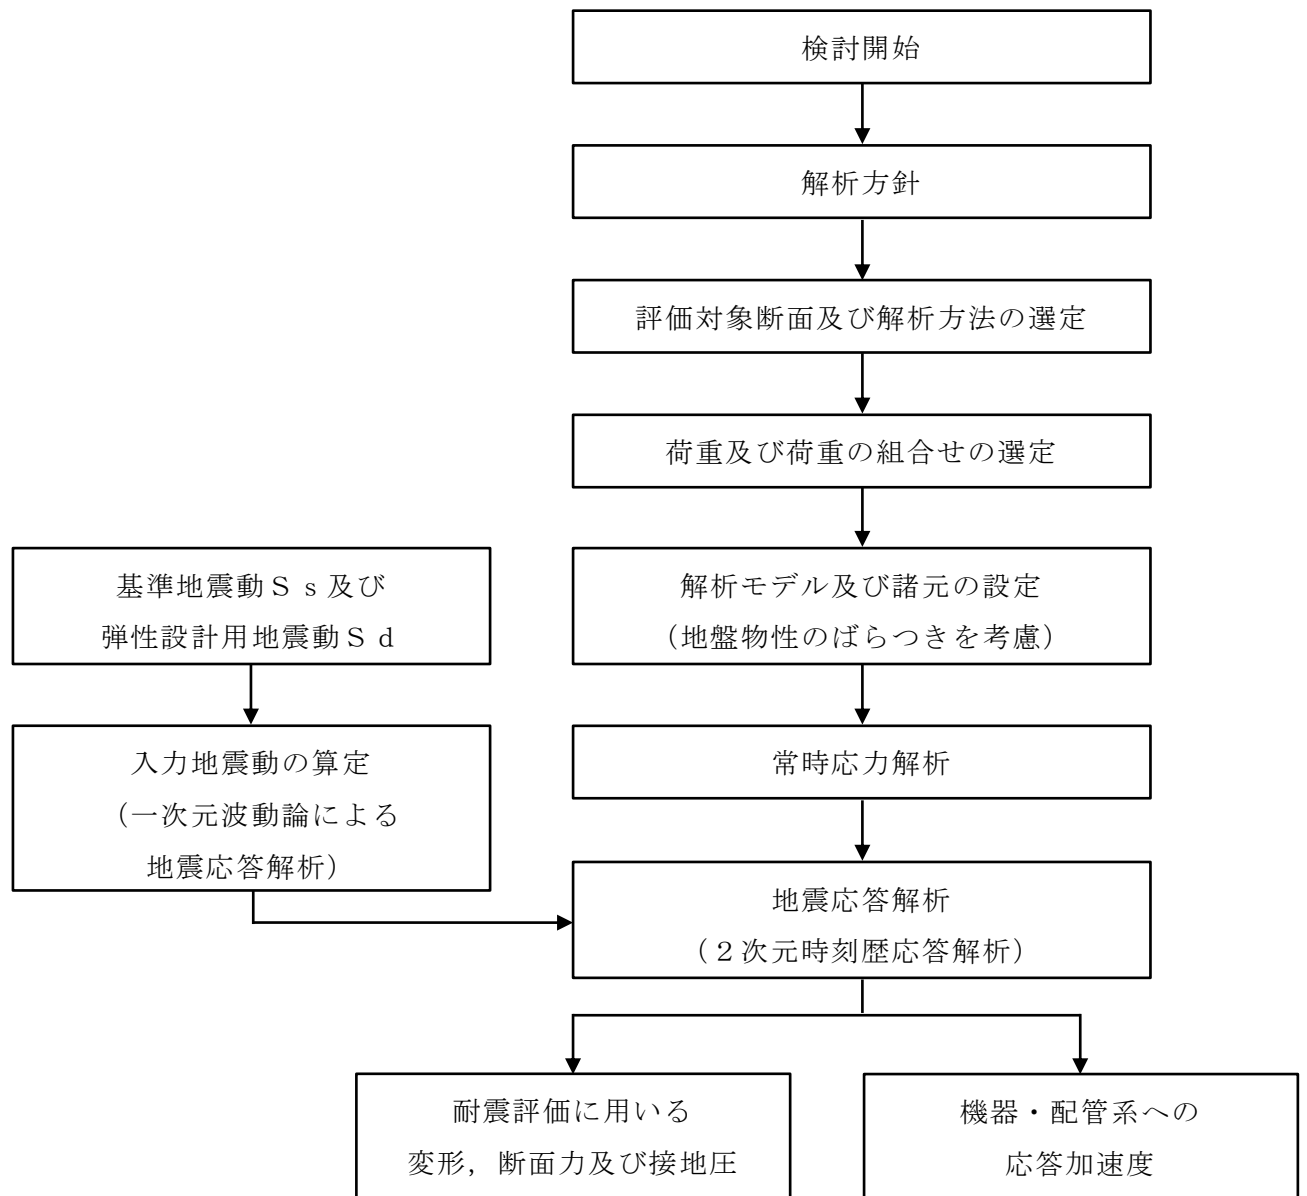 検討開始
解析方針
評価対象断面及び解析方法の選定
荷重及び荷重の組合せの選定
基準地震動Ｓｓ及び
弾性設計用地震動Ｓｄ
解析モデル及び諸元の設定
（地盤物性のばらつきを考慮）
入力地震動の算定
（一次元波動論による
地震応答解析）
常時応力解析
地震応答解析
（２次元時刻歴応答解析）
耐震評価に用いる
変形，断面力及び接地圧
機器・配管系への
応答加速度